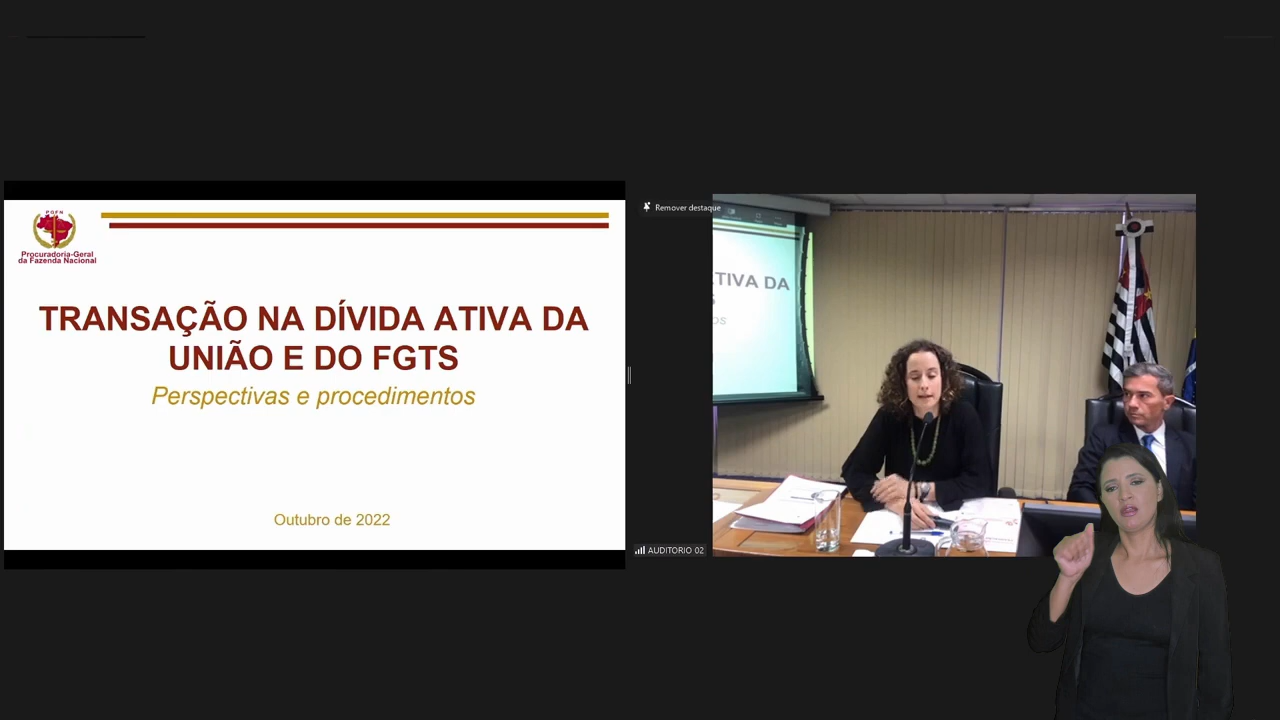 PGFN
Procuradoria-Geral
da Fazenda Nacional
TRANSAÇÃO NA DÍVIDA ATIVA DA
UNIÃO E DO FGTS
Perspectivas e procedimentos
Outubro de 2022
Remover destaque
TIVA DA
S
OS
AUDITORIO 02